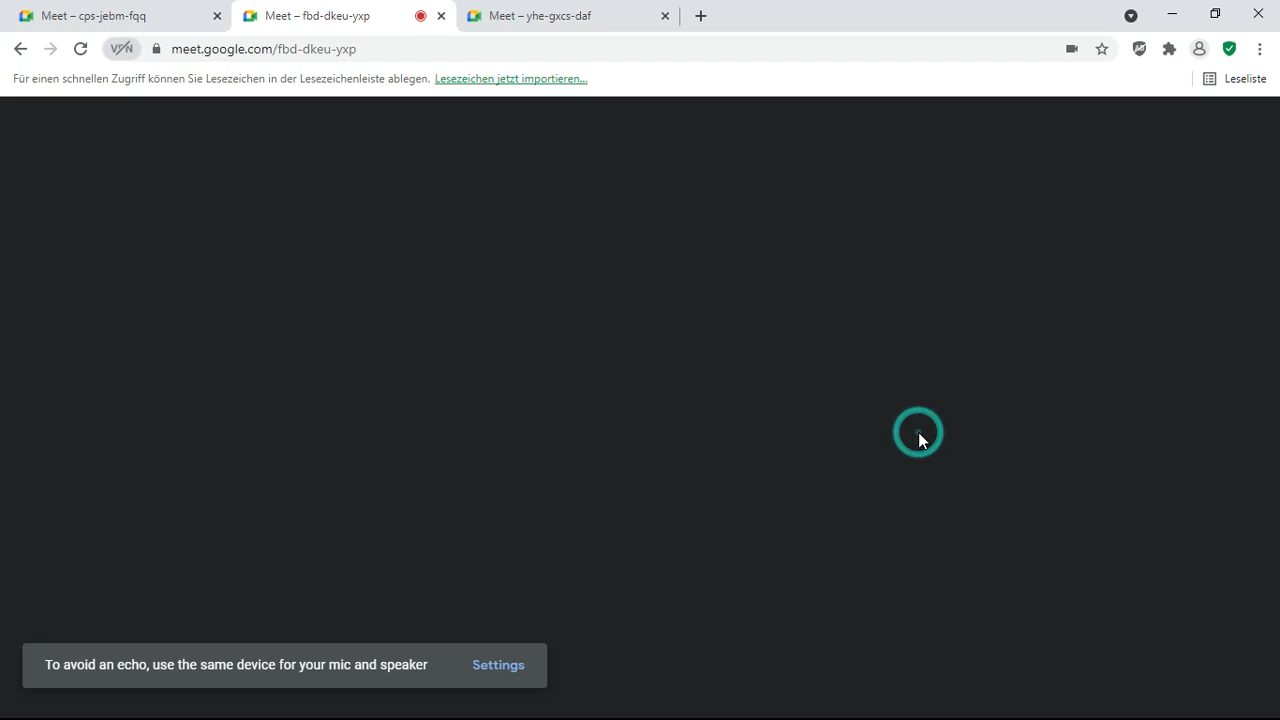 Meet – cps-jebm-fqq
Meet – fbd-dkeu-yxp
Meet – yhe-gxcs-daf
VPN
meet.google.com/fbd-dkeu-yxp
Für einen schnellen Zugriff können Sie Lesezeichen in der Lesezeichenleiste ablegen. Lesezeichen jetzt importieren...
Leseliste
To avoid an echo, use the same device for your mic and speaker
Settings